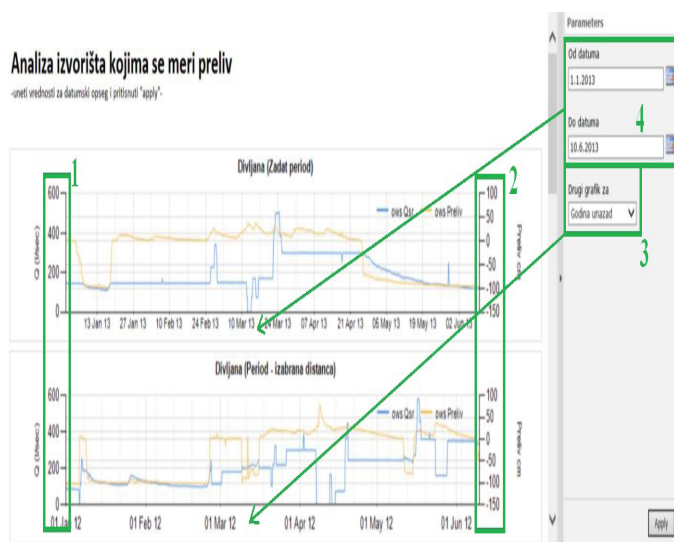 Analiza izvorišta kojima se meri preliv
-uneti vrednosti za datumski opseg i pritisnuti "apply"-
Parameters
Od datuma
1.1.2013
4
Do datuma
10.6.2013
Drugi grafik za
Godina unazad
3
1
Divljana (Zadat period)
2
600
400
200
0
Q (l/sec)
ows Qsr
ows Preliv
100
50
0
-50
-100
-150
Preliv cm
13 Jan 13
27 Jan 13
10 Feb 13
24 Feb 13
10 Mar 13
24 Mar 13
07 Apr 13
21 Apr 13
05 May 13
19 May 13
02 Jun 13
Divljana (Period - izabrana distanca)
600
400
200
0
Q (l/sec)
ows Qsr
ows Preliv
100
50
0
-50
-100
-150
Preliv cm
01 Jan 12
01 Feb 12
01 Mar 12
01 Apr 12
01 May 12
01 Jun 12
Apply